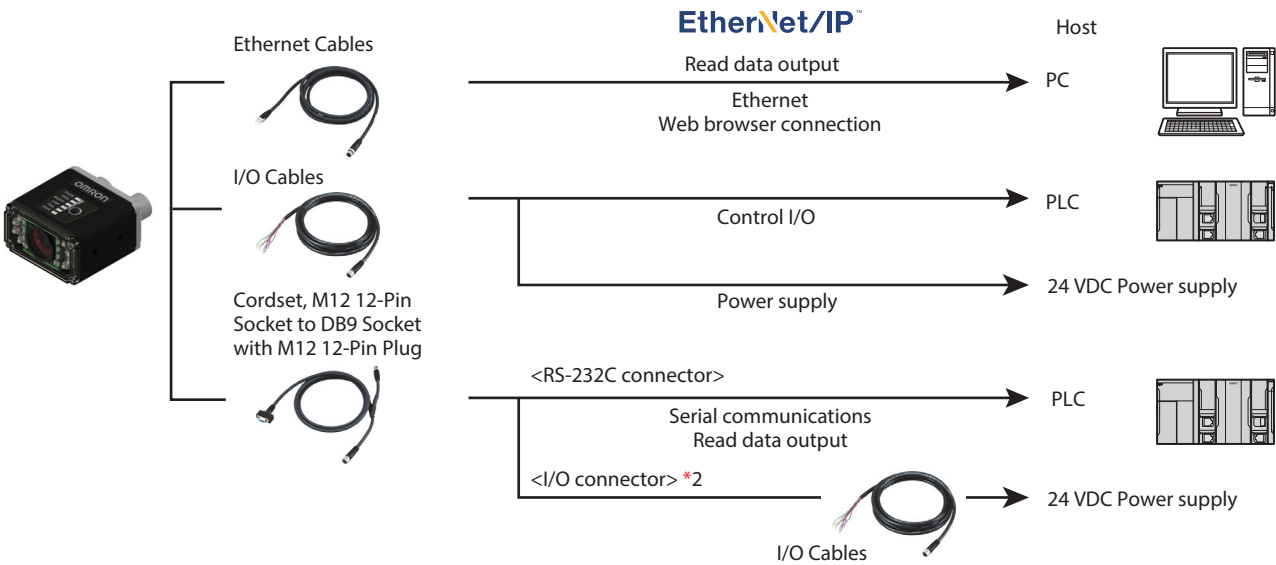 EtherNet/IP™
Host
Ethernet Cables
Read data output
PC
Ethernet
Web browser connection
OMRON
I/O Cables
Control I/O
PLC
Power supply
24 VDC Power supply
Cordset, M12 12-Pin
Socket to DB9 Socket
with M12 12-Pin Plug
<RS-232C connector>
PLC
Serial communications
Read data output
<I/O connector> *2
24 VDC Power supply
I/O Cables